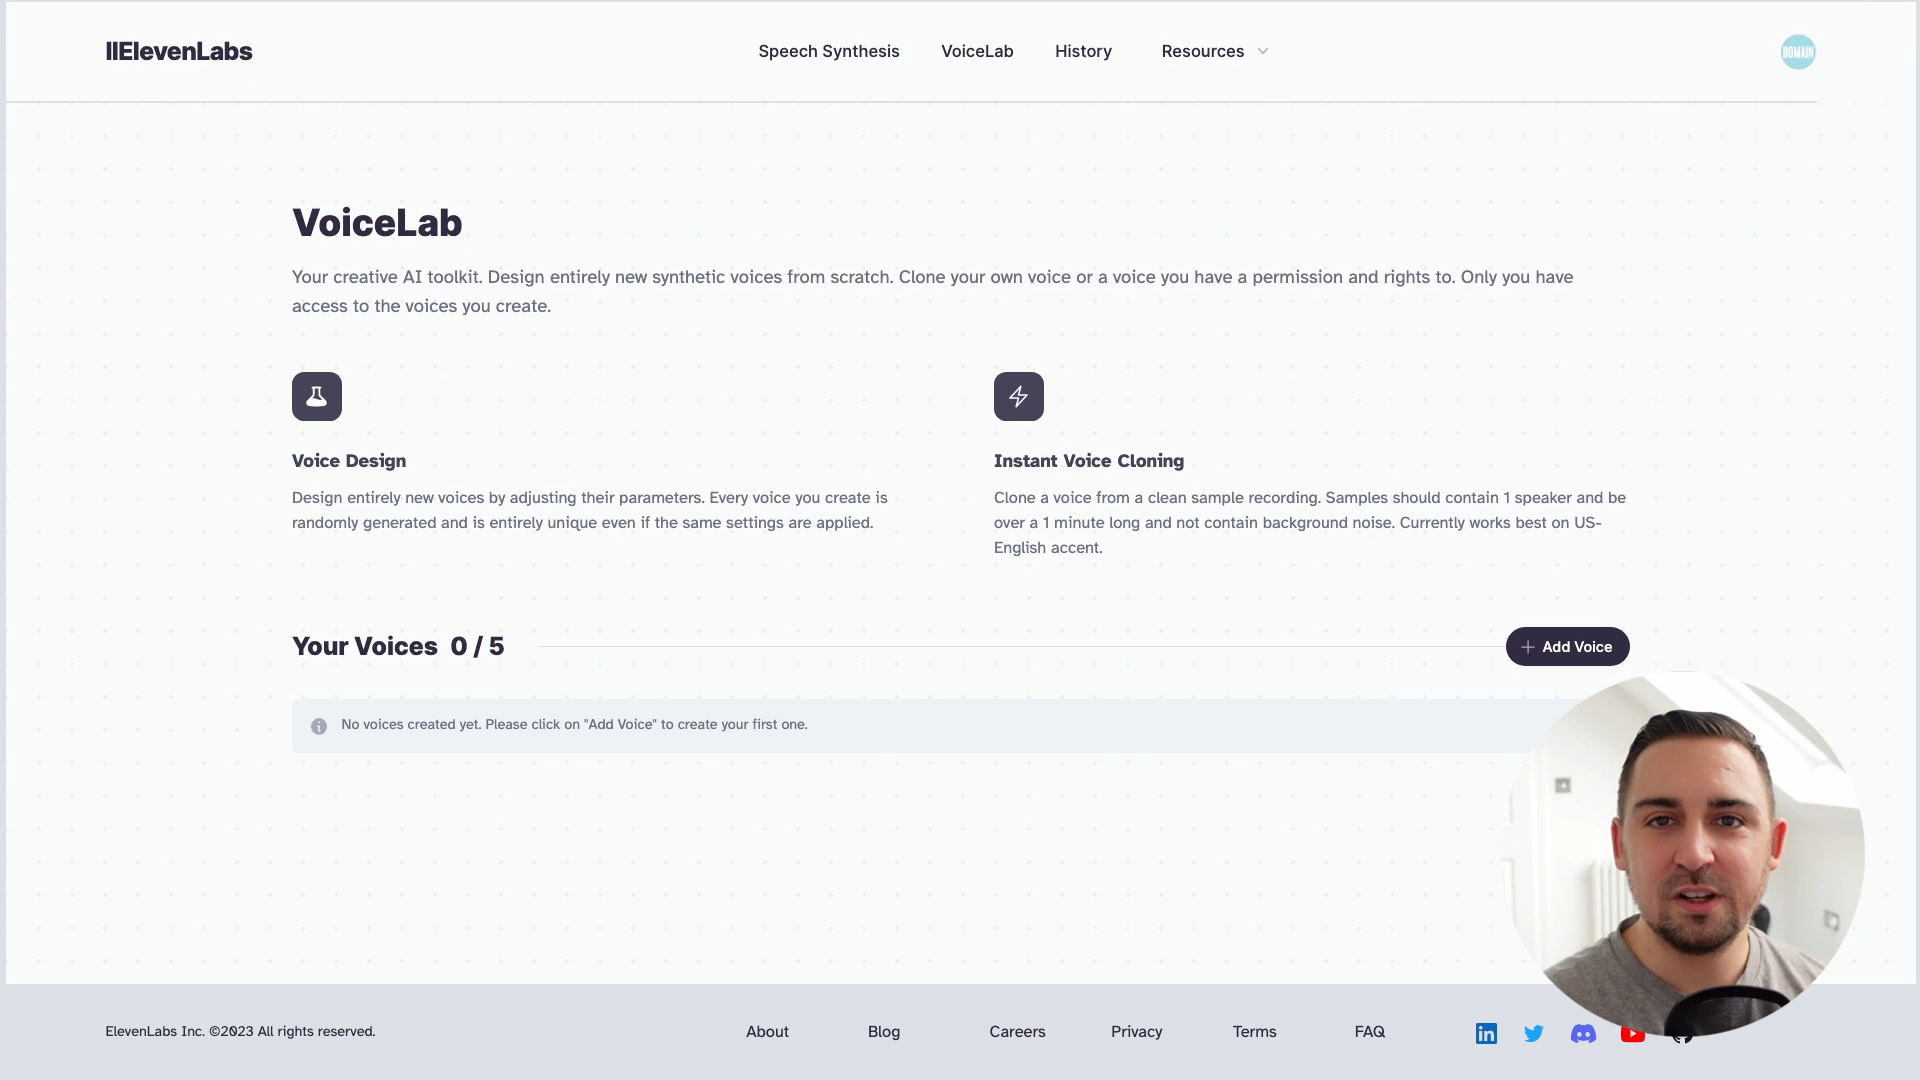 IIElevenLabs
Speech Synthesis
VoiceLab
History
Resources
DOMAIN
VoiceLab
Your creative AI toolkit. Design entirely new synthetic voices from scratch. Clone your own voice or a voice you have a permission and rights to. Only you have
access to the voices you create.
Voice Design
Design entirely new voices by adjusting their parameters. Every voice you create is
randomly generated and is entirely unique even if the same settings are applied.
Instant Voice Cloning
Clone a voice from a clean sample recording. Samples should contain 1 speaker and be
over a 1 minute long and not contain background noise. Currently works best on US-
English accent.
Your Voices 0 / 5
Add Voice
No voices created yet. Please click on "Add Voice" to create your first one.
ElevenLabs Inc. ©2023 All rights reserved.
About
Blog
Careers
Privacy
Terms
FAQ
in